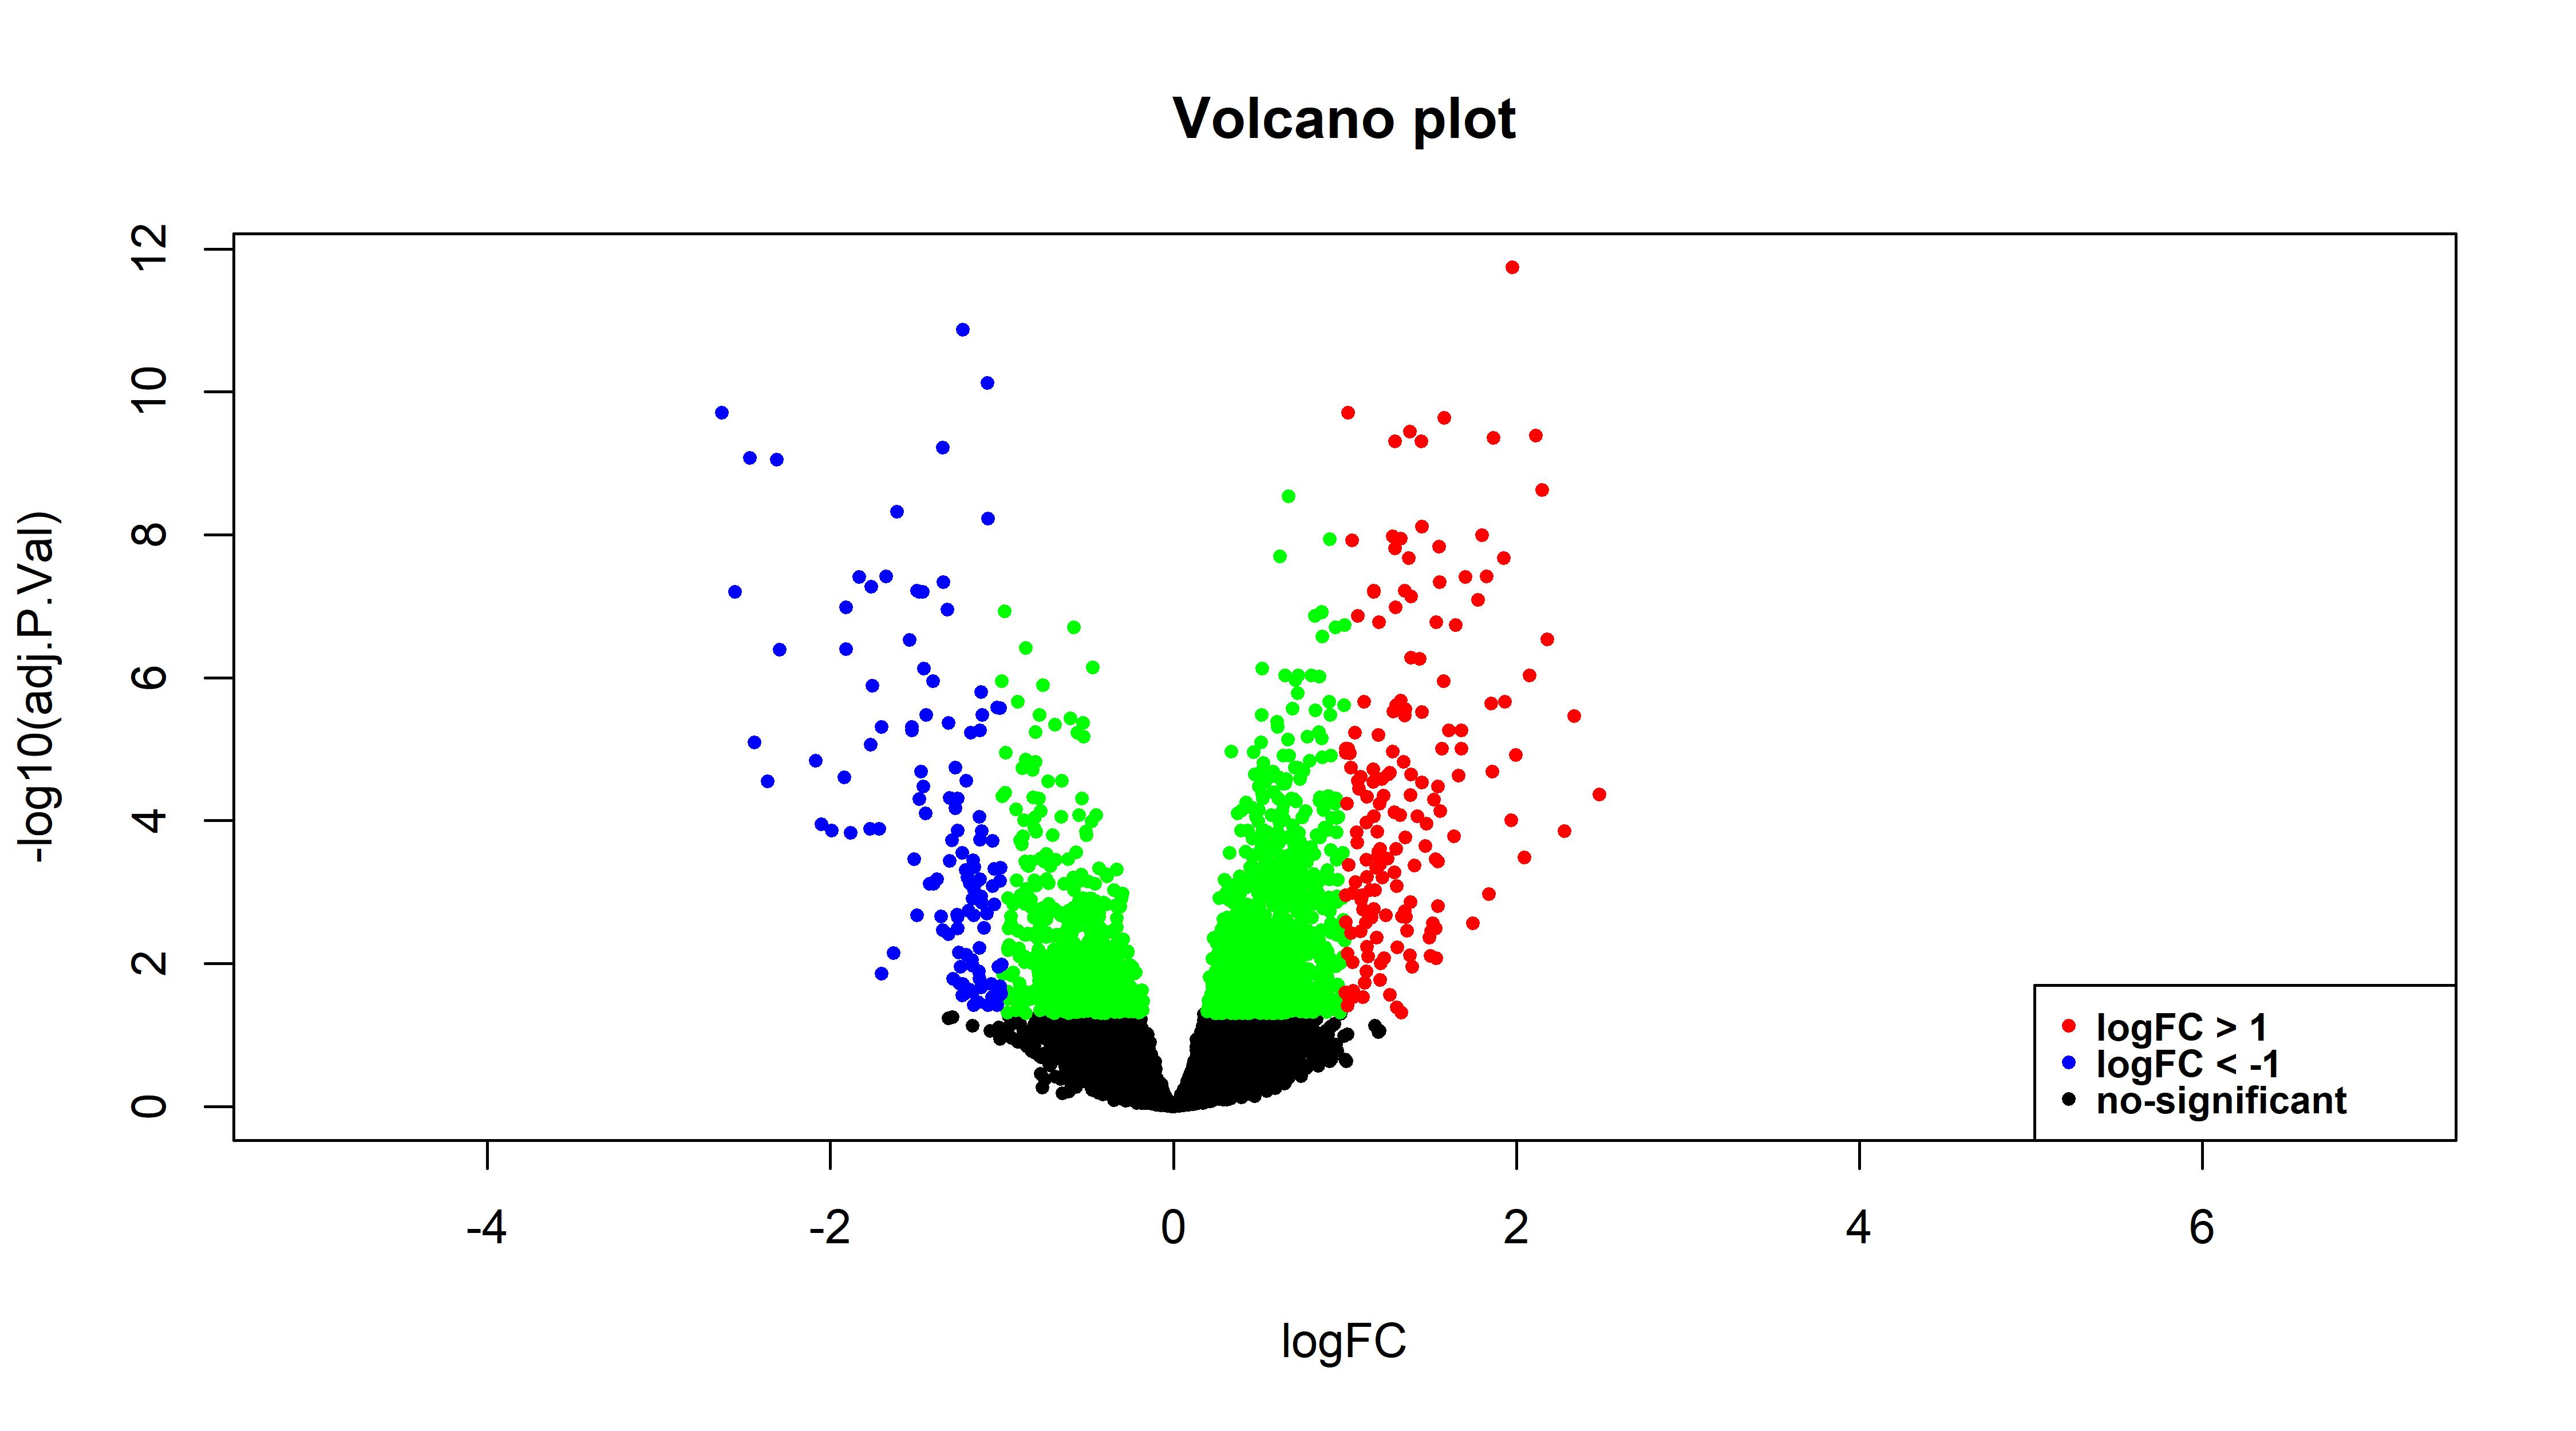 Volcano plot
12
10
8
6
4
2
0
-log10(adj.P.Val)
logFC > 1
logFC < -1
no-significant
-4 -2 0 2 4 6
logFC